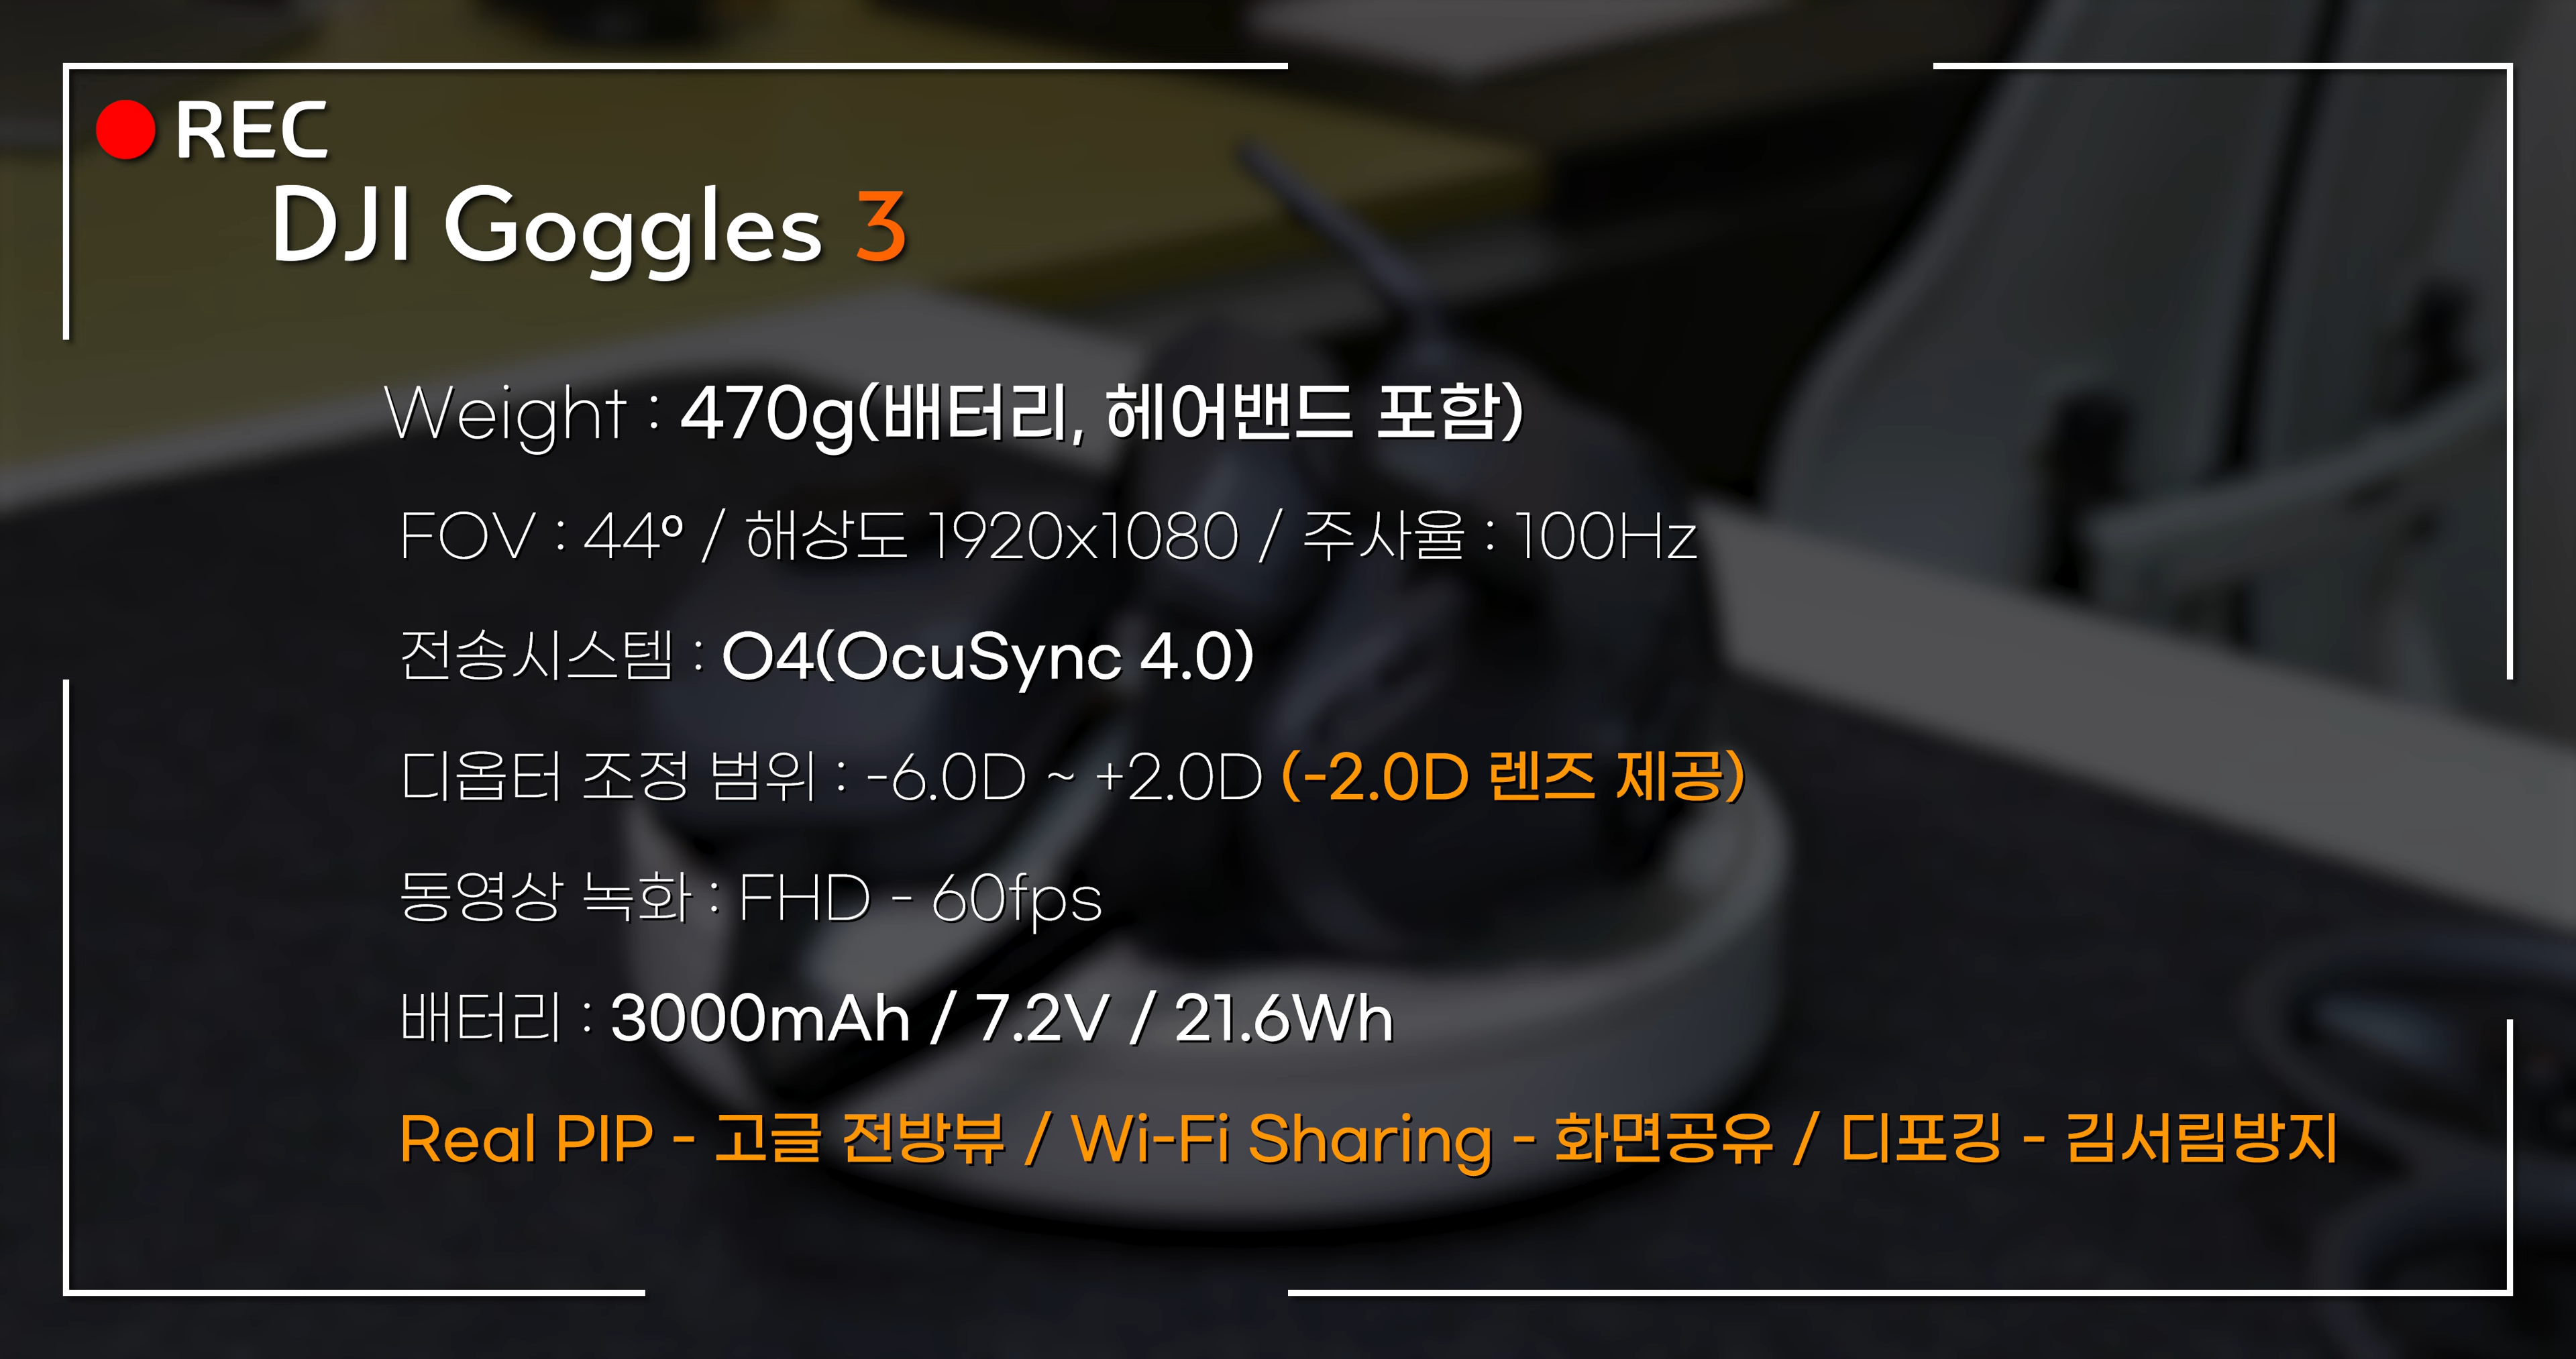 REC
DJI Goggles 3
Weight : 470g(배터리, 헤어밴드 포함)
FOV : 44º / 해상도 1920x1080 / 주사율 : 100Hz
전송시스템 : O4(OcuSync 4.0)
디옵터 조정 범위 : -6.0D ~ +2.0D (-2.0D 렌즈 제공)
동영상 녹화 : FHD - 60fps
배터리 : 3000mAh / 7.2V / 21.6Wh
Real PIP - 고글 전방뷰 / Wi-Fi Sharing - 화면공유 / 디포깅 - 김서림방지